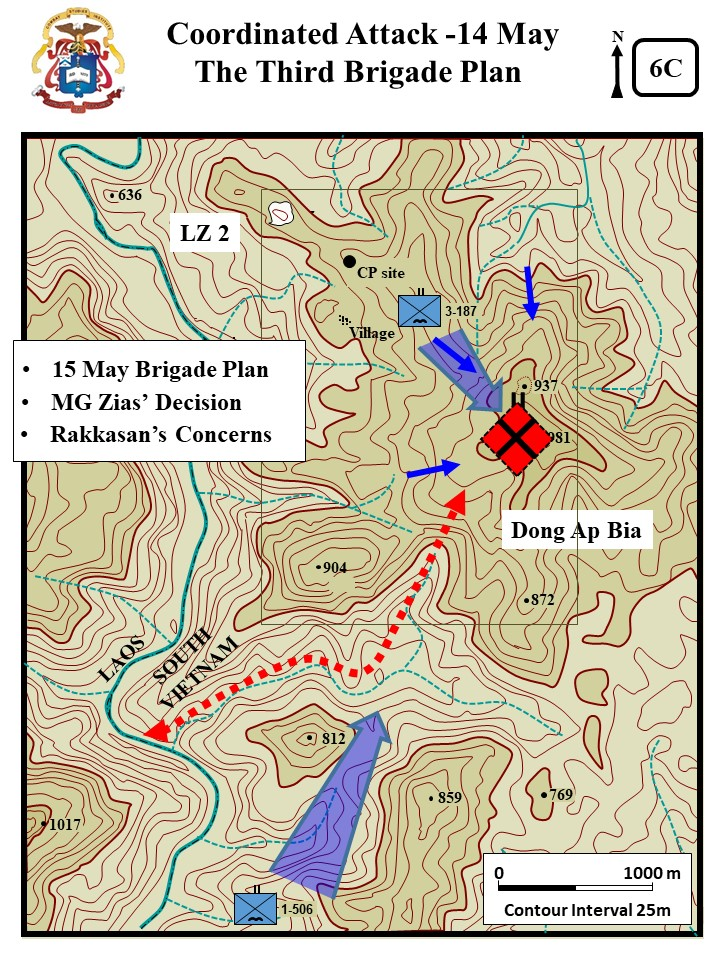 Coordinated Attack -14 May
The Third Brigade Plan
N
6C
636
LZ 2
CP site
3-187
Village
• 15 May Brigade Plan
• MG Zias’ Decision
• Rakkasan’s Concerns
937
981
Dong Ap Bia
904
872
LAOS
SOUTH
VIETNAM
812
859
769
1017
1-506
0 1000 m
Contour Interval 25m